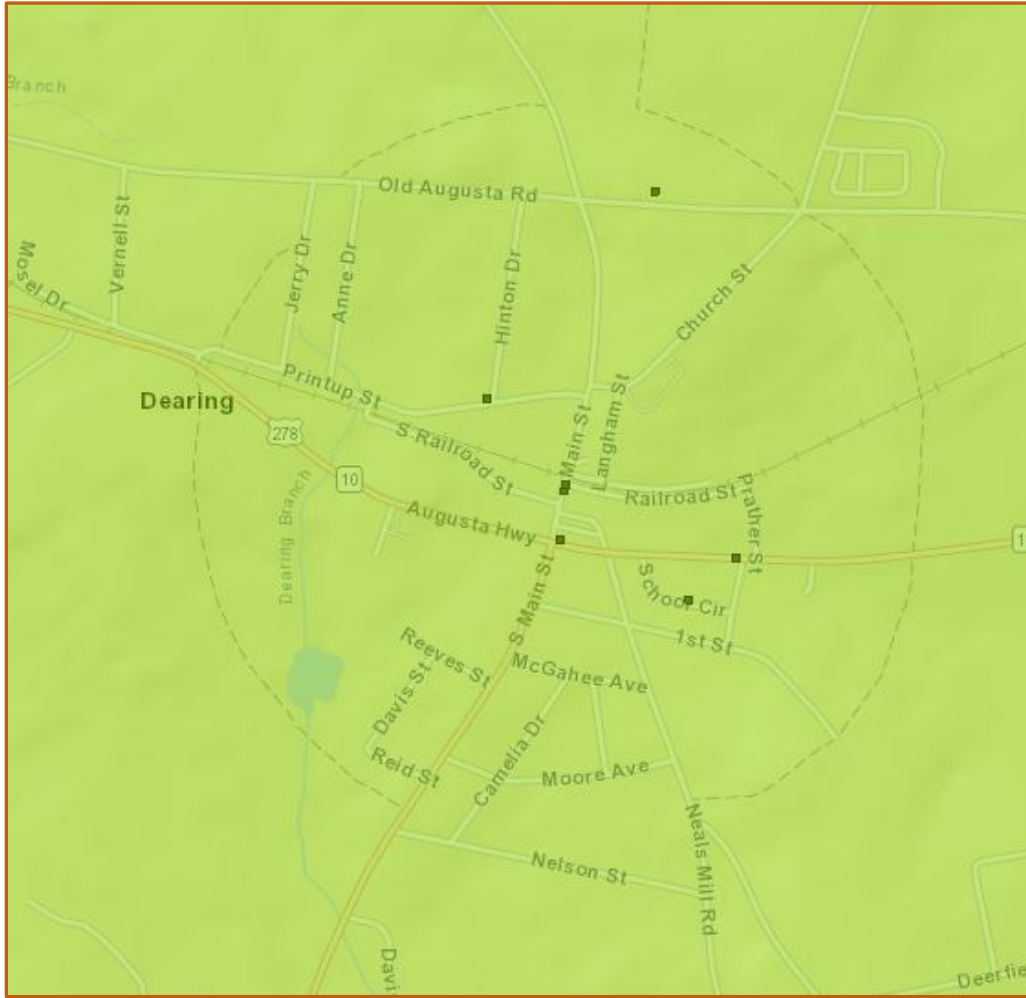 Branch
Old Augusta Rd
Vernell St
Mosel Dr
Jerry Dr
Anne Dr
Hinton Dr
Church St
Printup St
Dearing
278
S Railroad St
Main St
Langham St
10
Railroad St
Prather St
Augusta Hwy
1
Dearing Branch
S Main St
School Cir
1st St
Reeves St
McGahee Ave
Davis St
Camelia Dr
Reid St
Moore Ave
Neals Mill Rd
Nelson St
Davi
Deerfie